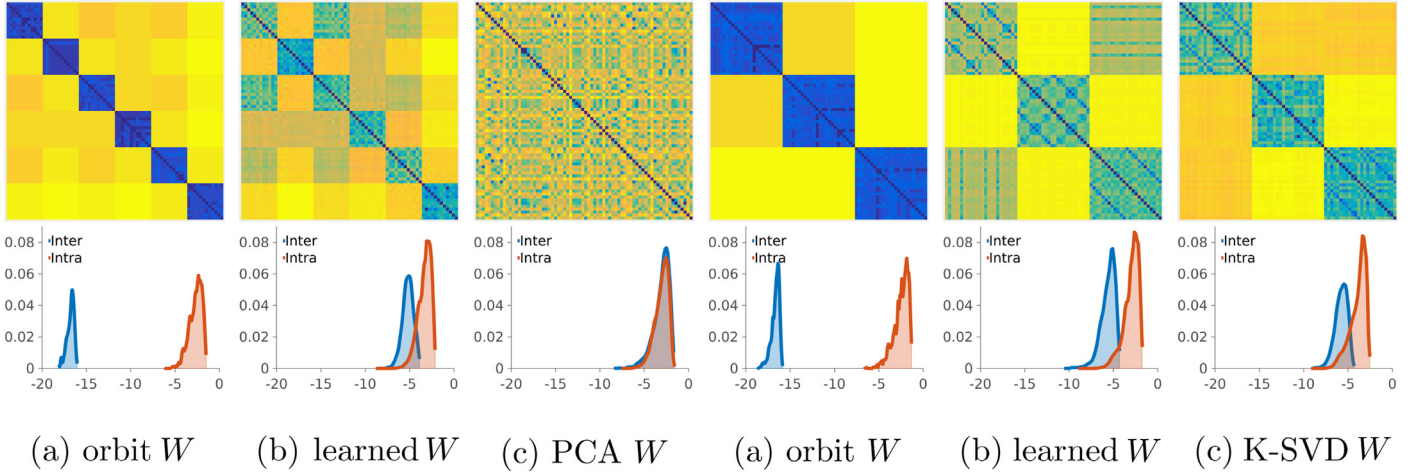 0.08 Inter 0.08 Inter 0.08 Inter 0.08 Inter 0.08 Inter 0.08 Inter
0.06 Intra 0.06 Intra 0.06 Intra 0.06 Intra 0.06 Intra 0.06 Intra
0.04 0.04 0.04 0.04 0.04 0.04
0.02 0.02 0.02 0.02 0.02 0.02
0 0 0 0 0 0
-20 -15 -10 -5 0 -20 -15 -10 -5 0 -20 -15 -10 -5 0 -20 -15 -10 -5 0 -20 -15 -10 -5 0 -20 -15 -10 -5 0
(a) orbit W (b) learned W (c) PCA W (a) orbit W (b) learned W (c) K-SVD W